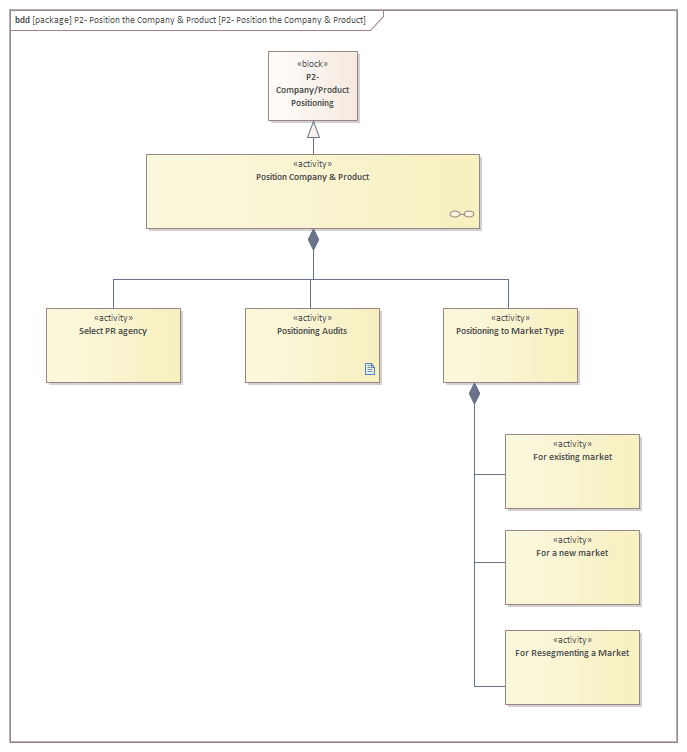 bdd [package] P2- Position the Company & Product [P2- Position the Company & Product]
«block»
P2-
Company/Product
Positioning
«activity»
Position Company & Product
«activity»
Select PR agency
«activity»
Positioning Audits
«activity»
Positioning to Market Type
«activity»
For existing market
«activity»
For a new market
«activity»
For Resegmenting a Market